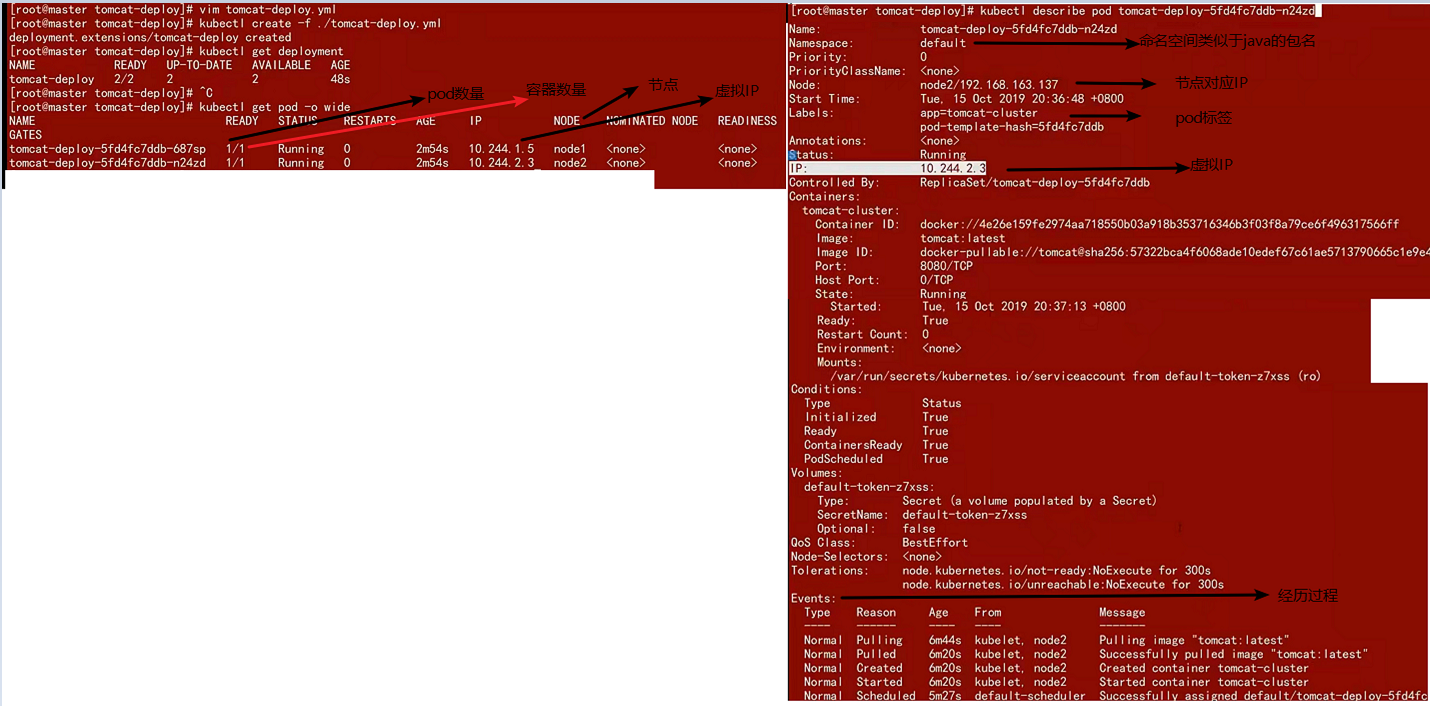 [root@master tomcat-deploy]# vim tomcat-deploy.yml
[root@master tomcat-deploy]# kubectl create -f ./tomcat-deploy.yml
deployment.extensions/tomcat-deploy created
[root@master tomcat-deploy]# kubectl get deployment
NAME READY UP-TO-DATE AVAILABLE AGE
tomcat-deploy 2/2 2 2 48s
[root@master tomcat-deploy]# ^C
[root@master tomcat-deploy]# kubectl get pod -o wide
pod数量
容器数量
节点
虚拟IP
NAME READY STATUS RESTARTS AGE IP NODE NOMINATED NODE READINESS
GATES
tomcat-deploy-5fd4fc7ddb-687sp 1/1 Running 0 2m54s 10.244.1.5 node1 <none> <none>
tomcat-deploy-5fd4fc7ddb-n24zd 1/1 Running 0 2m54s 10.244.2.3 node2 <none> <none>
[root@master tomcat-deploy]# kubectl describe pod tomcat-deploy-5fd4fc7ddb-n24zd
Name: tomcat-deploy-5fd4fc7ddb-n24zd
Namespace: default 命名空间类似于java的包名
Priority: 0
PriorityClassName: <none>
Node: node2/192.168.163.137 节点对应IP
Start Time: Tue, 15 Oct 2019 20:36:48 +0800
Labels: app=tomcat-cluster pod标签
pod-template-hash=5fd4fc7ddb
Annotations: <none>
Status: Running
IP: 10.244.2.3 虚拟IP
Controlled By: ReplicaSet/tomcat-deploy-5fd4fc7ddb
Containers:
tomcat-cluster:
Container ID: docker://4e26e159fe2974aa718550b03a918b353716346b3f03f8a79ce6f496317566ff
Image: tomcat:latest
Image ID: docker-pullable://tomcat@sha256:57322bca4f6068ade10edef67c61ae5713790665c1e9e4
Port: 8080/TCP
Host Port: 0/TCP
State: Running
Started: Tue, 15 Oct 2019 20:37:13 +0800
Ready: True
Restart Count: 0
Environment: <none>
Mounts:
/var/run/secrets/kubernetes.io/serviceaccount from default-token-z7xss (ro)
Conditions:
Type Status
Initialized True
Ready True
ContainersReady True
PodScheduled True
Volumes:
default-token-z7xss:
Type: Secret (a volume populated by a Secret)
SecretName: default-token-z7xss
Optional: false
QoS Class: BestEffort
Node-Selectors: <none>
Tolerations: node.kubernetes.io/not-ready:NoExecute for 300s
node.kubernetes.io/unreachable:NoExecute for 300s
Events: 经历过程
Type Reason Age From Message
---- ------ ---- ---- -------
Normal Pulling 6m44s kubelet, node2 Pulling image "tomcat:latest"
Normal Pulled 6m20s kubelet, node2 Successfully pulled image "tomcat:latest"
Normal Created 6m20s kubelet, node2 Created container tomcat-cluster
Normal Started 6m20s kubelet, node2 Started container tomcat-cluster
Normal Scheduled 5m27s default-scheduler Successfully assigned default/tomcat-deploy-5fd4fc